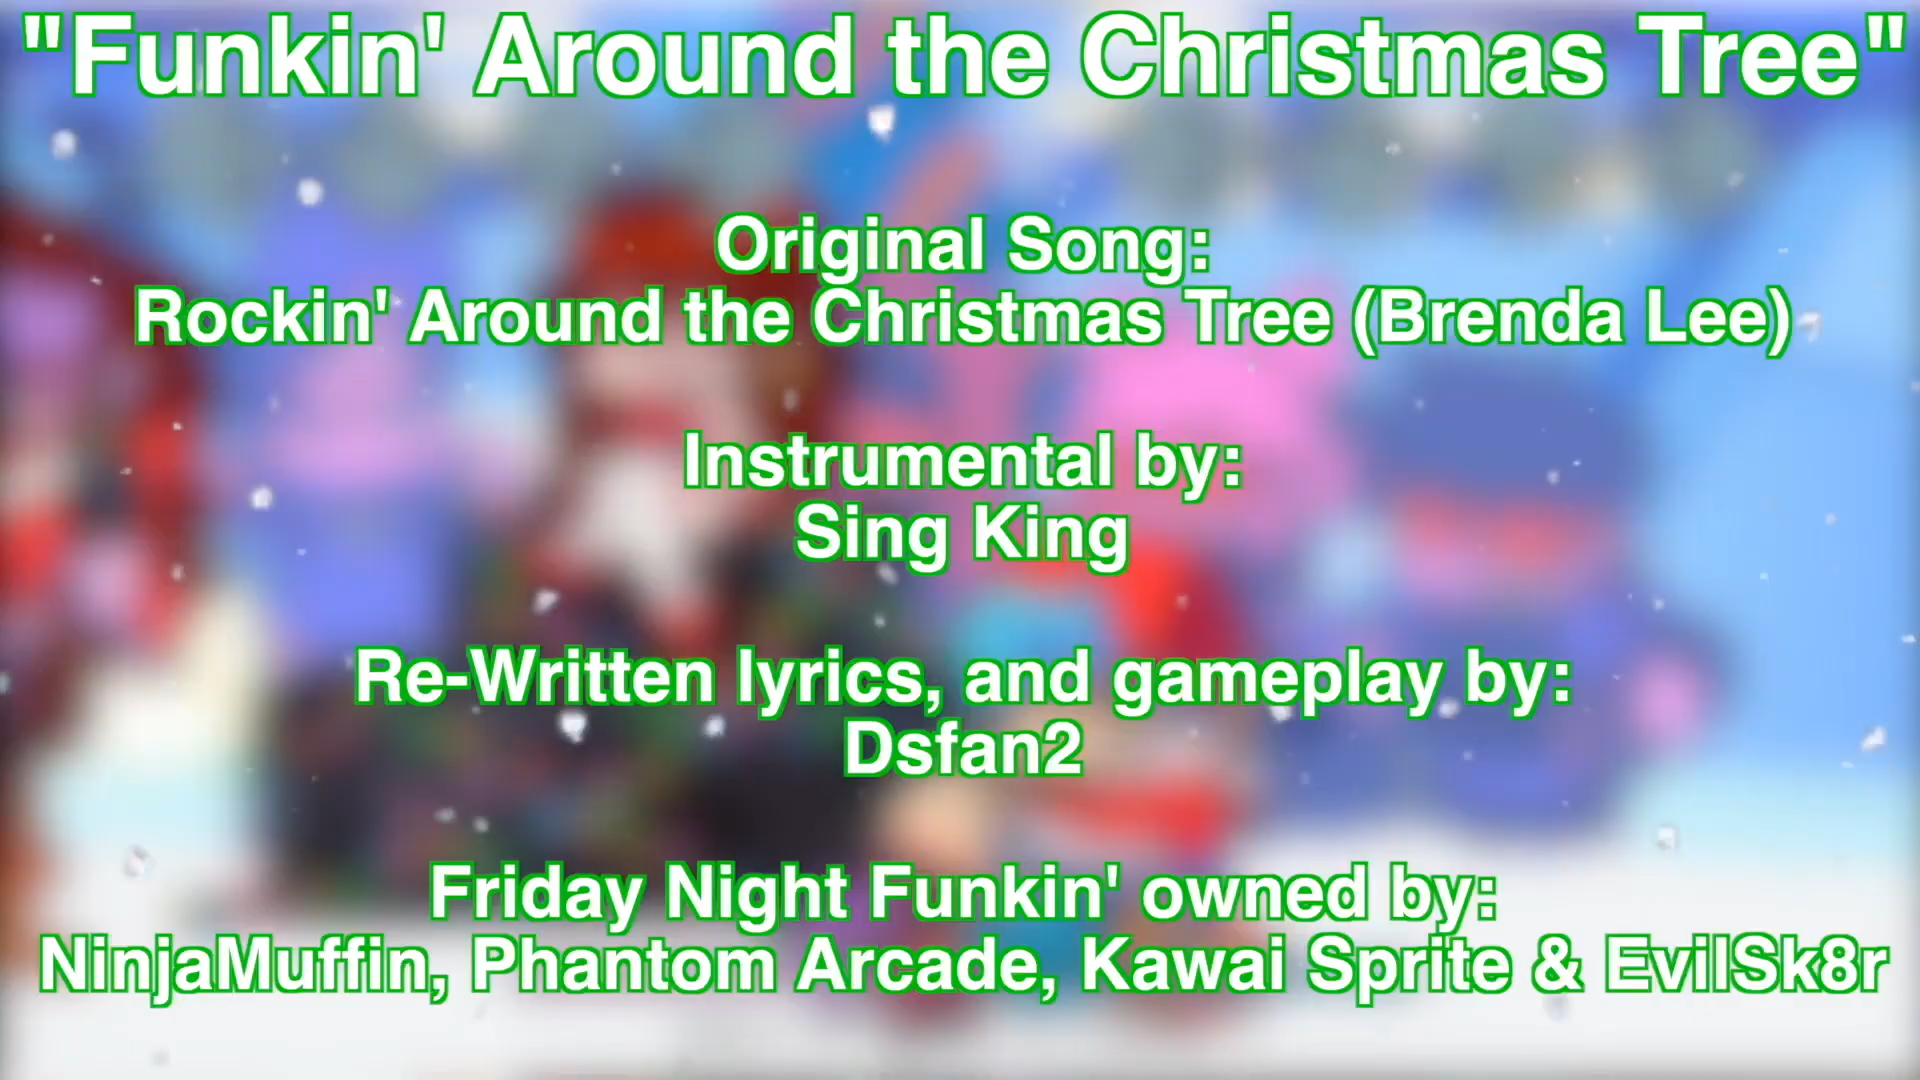 "Funkin' Around the Christmas Tree"
Original Song:
Rockin' Around the Christmas Tree (Brenda Lee)
Instrumental by:
Sing King
Re-Written lyrics, and gameplay by:
Dsfan2
Friday Night Funkin' owned by:
NinjaMuffin, Phantom Arcade, Kawai Sprite & EvilSk8r